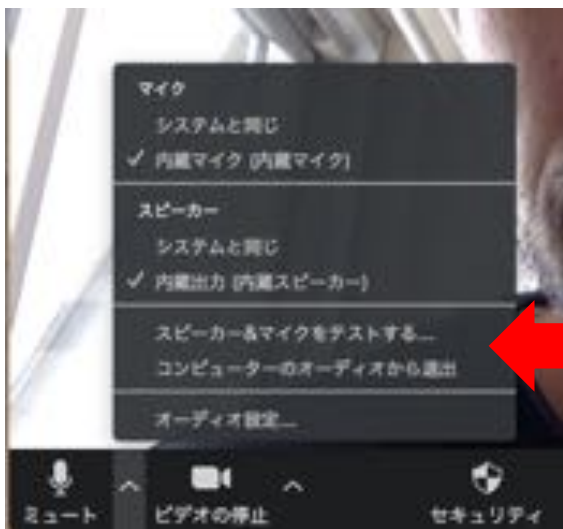 マイク
システムと同じ
✓ 内蔵マイク (内蔵マイク)
スピーカー
システムと同じ
✓ 内蔵出力 (内蔵スピーカー)
スピーカー&マイクをテストする...
コンピューターのオーディオから退出
オーディオ設定...
ミュート
ビデオの停止
セキュリティ